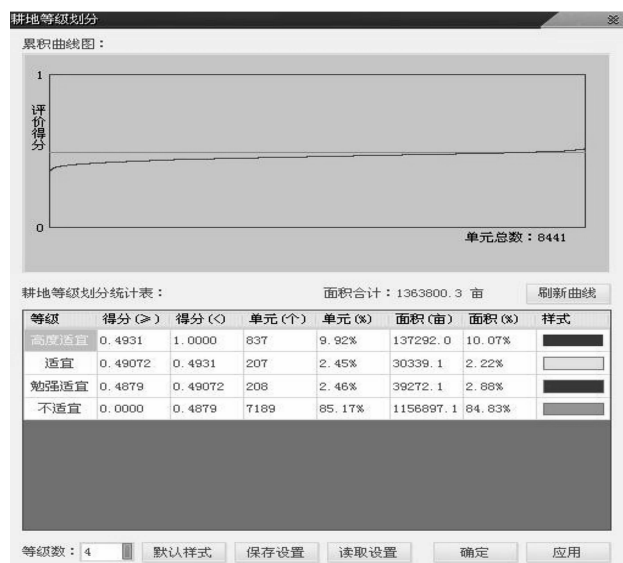 耕地等级划分
累积曲线图：
1
评价得分
0
单元总数：8441
耕地等级划分统计表： 面积合计：1363800.3 亩 刷新曲线
等级 得分(≥) 得分(<) 单元(个) 单元(%) 面积(亩) 面积(%) 样式
高度适宜 0.4931 1.0000 837 9.92% 137292.0 10.07%
适宜 0.49072 0.4931 207 2.45% 30339.1 2.22%
勉强适宜 0.4879 0.49072 208 2.46% 39272.1 2.88%
不适宜 0.0000 0.4879 7189 85.17% 1156897.1 84.83%
等级数：4 默认样式 保存设置 读取设置 确定 应用